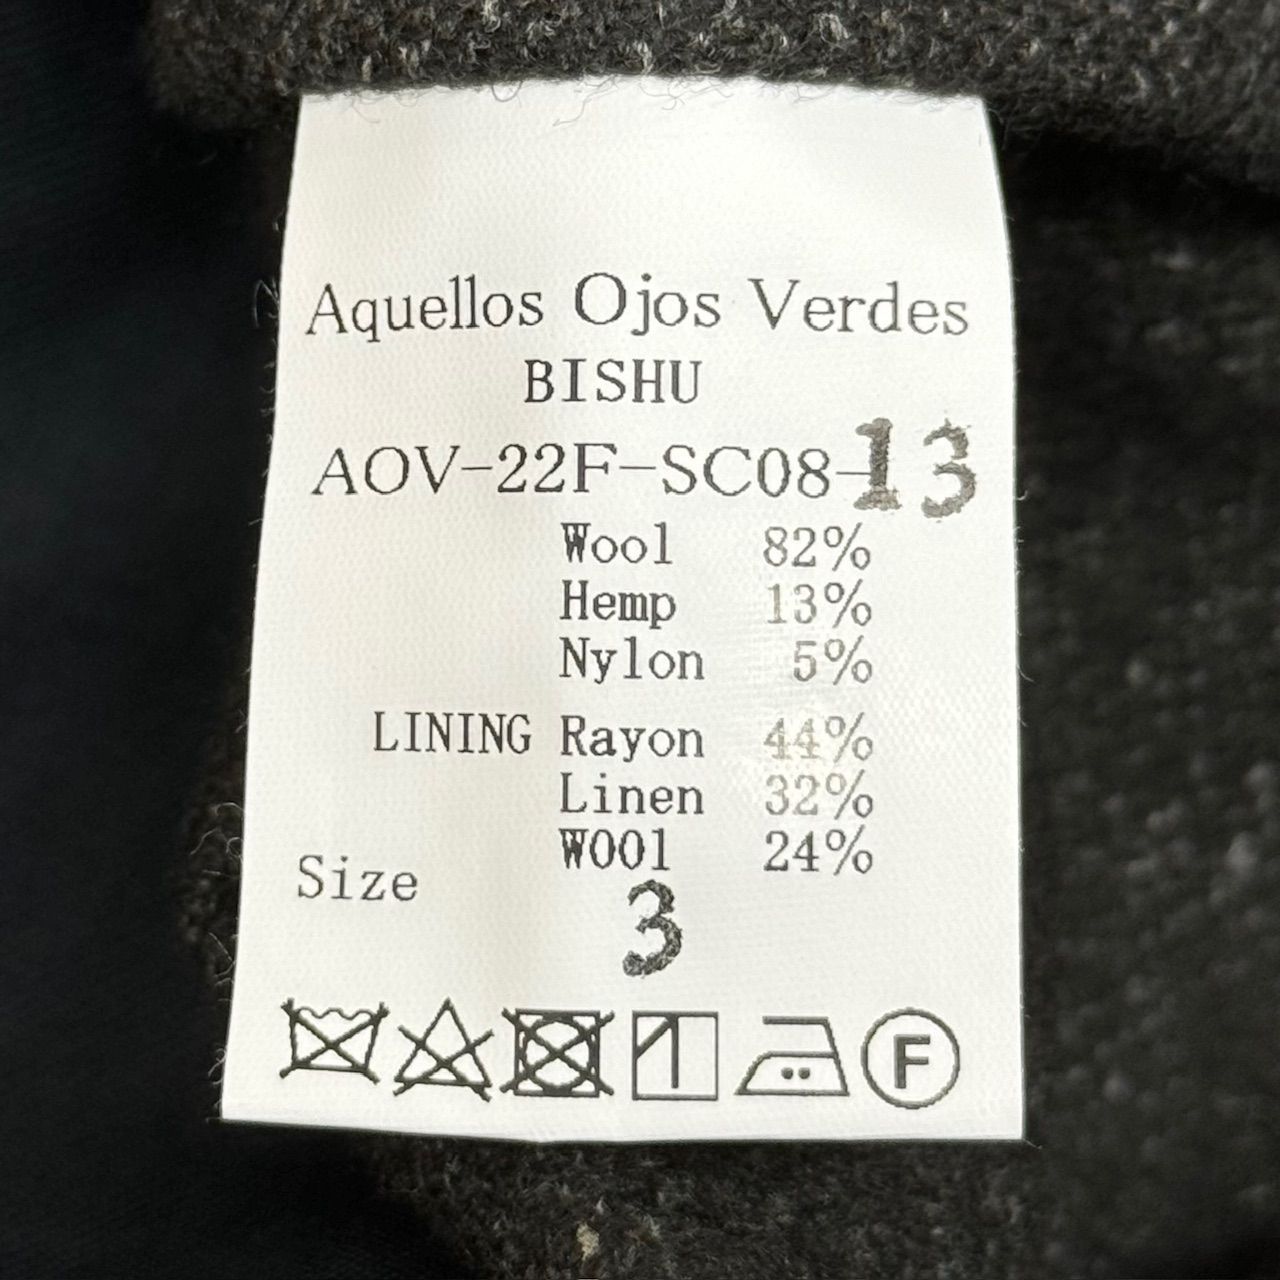 Aquellos Ojos Verdes
BISHU
AOV-22F-SC08-13
Wool 82%
Hemp 13%
Nylon 5%
LINING Rayon 44%
Linen 32%
WOOl 24%
Size
3
F